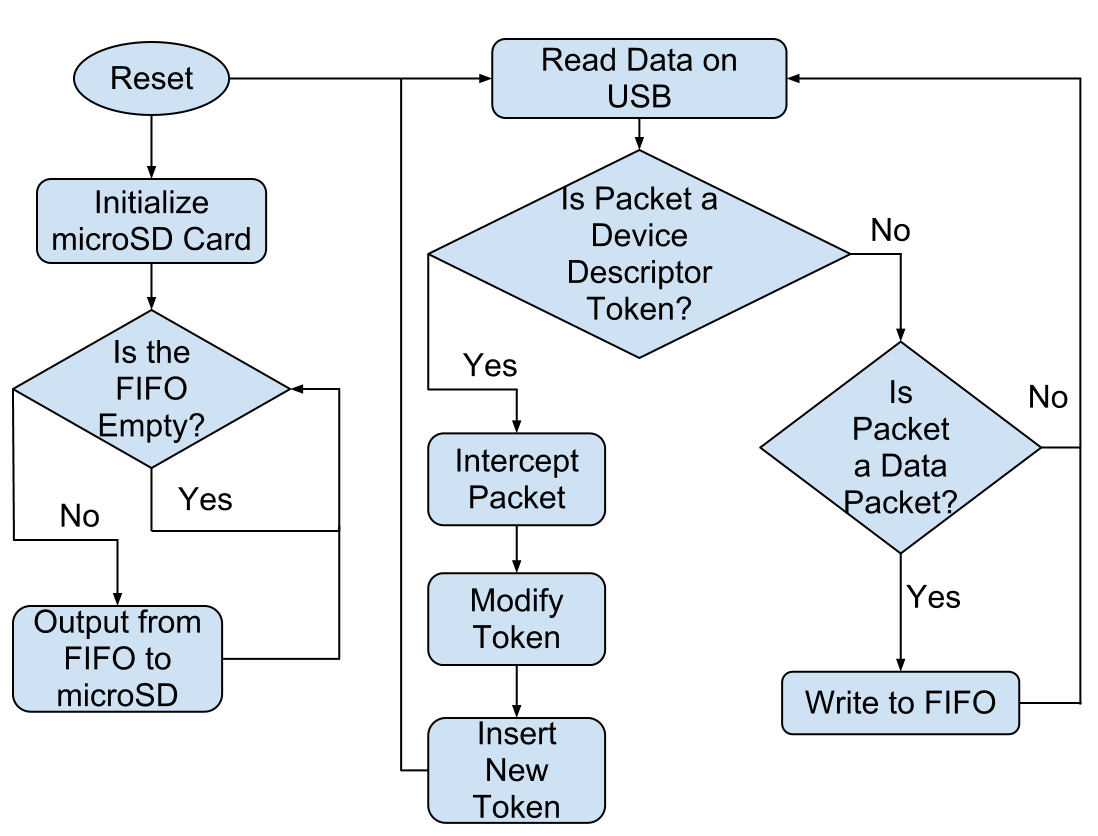 Reset
Read Data on
USB
Initialize
microSD Card
Is Packet a
Device
Descriptor
Token?
No
Yes
Is the
FIFO
Empty?
Yes
No
Output from
FIFO to
microSD
Intercept
Packet
Modify
Token
Insert
New
Token
Is
Packet
a Data
Packet?
No
Yes
Write to FIFO